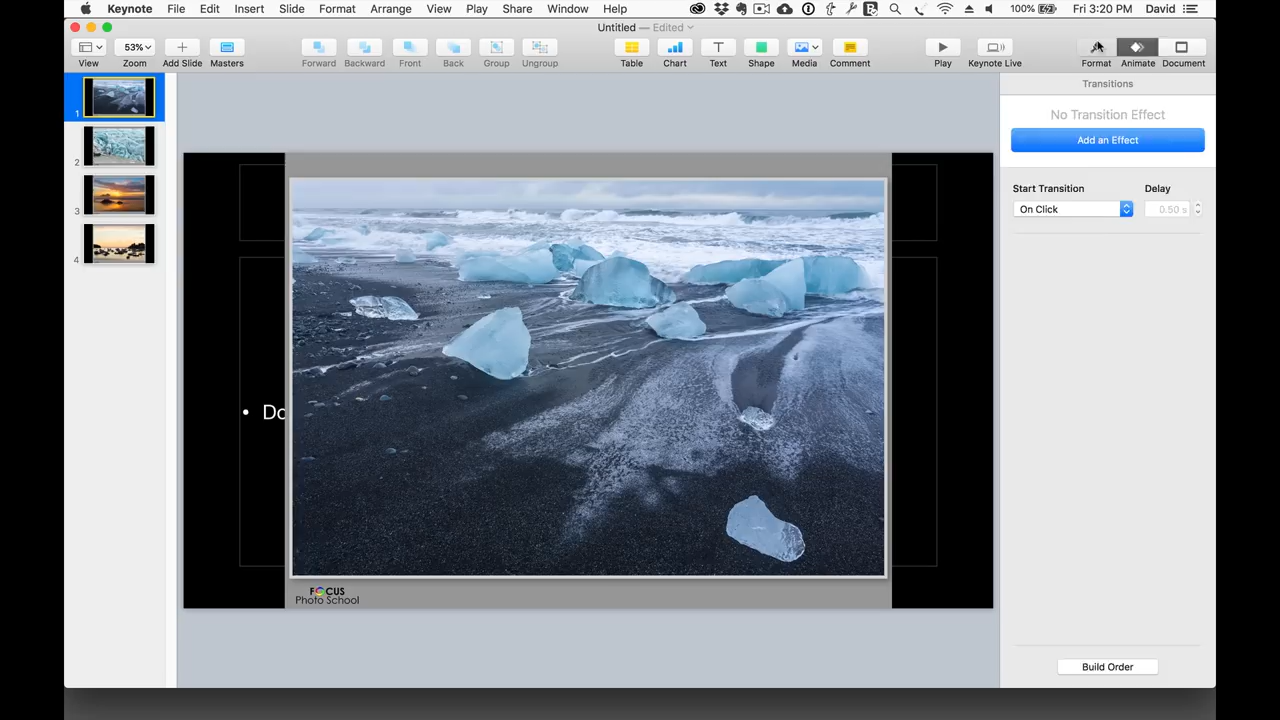 Keynote File Edit Insert Slide Format Arrange View Play Share Window Help 100% Fri 3:20 PM David
Untitled — Edited
53%
View Zoom Add Slide Masters Forward Backward Front Back Group Ungroup Table Chart Text Shape Media Comment Play Keynote Live Format Animate Document
Transitions
No Transition Effect
Add an Effect
Start Transition Delay
On Click 0.50 s
1
2
3
4
• Do
FOCUS
Photo School
Build Order